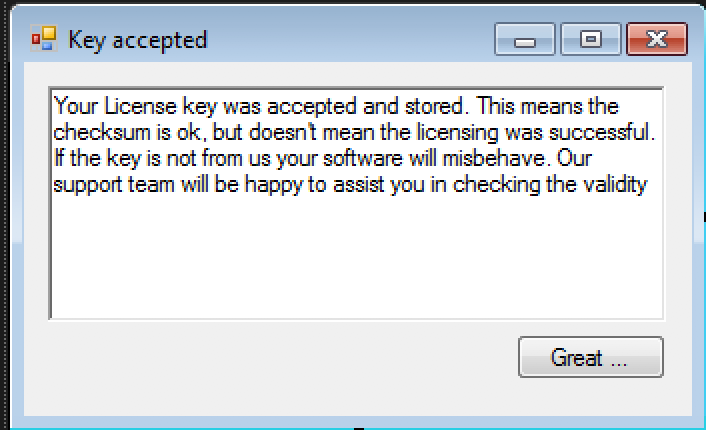 Key accepted
Your License key was accepted and stored. This means the
checksum is ok, but doesn't mean the licensing was successful.
If the key is not from us your software will misbehave. Our
support team will be happy to assist you in checking the validity
Great ...